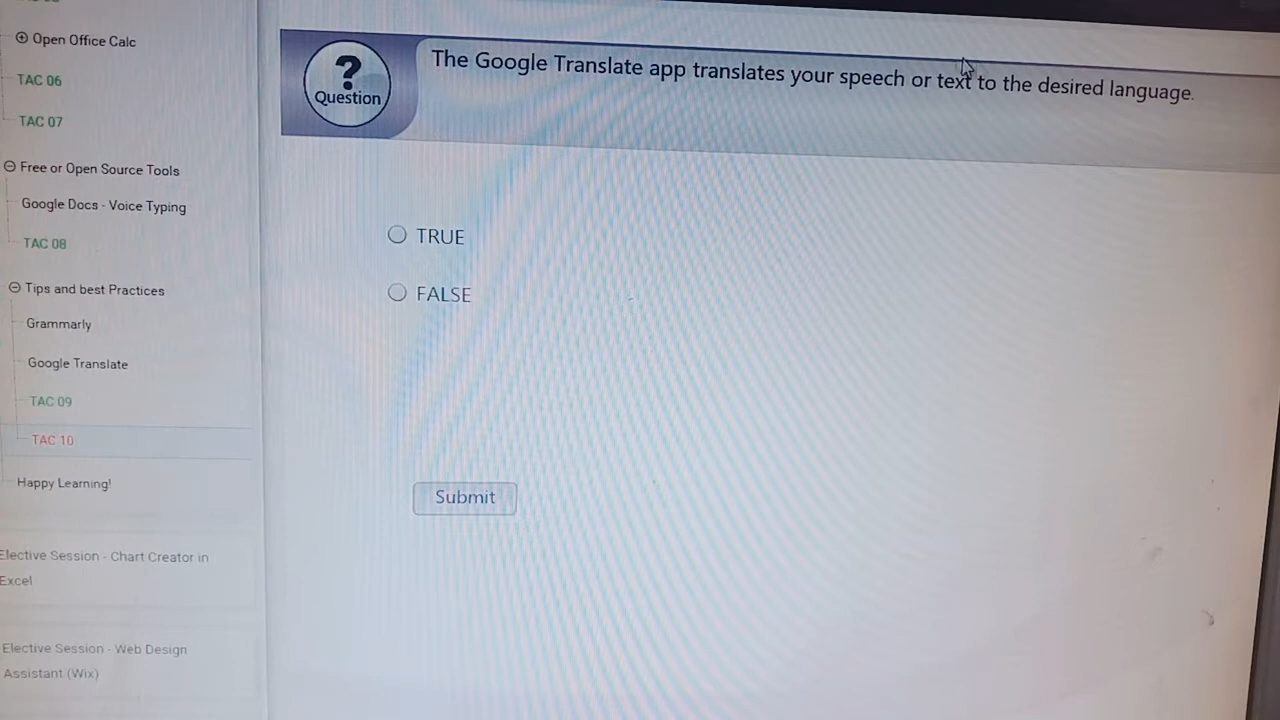 Open Office Calc
TAC 06
TAC 07
Free or Open Source Tools
Google Docs - Voice Typing
TAC 08
Tips and best Practices
Grammarly
Google Translate
TAC 09
TAC 10
Happy Learning!
Elective Session - Chart Creator in
Excel
Elective Session - Web Design
Assistant (Wix)
?
Question
The Google Translate app translates your speech or text to the desired language.
TRUE
FALSE
Submit